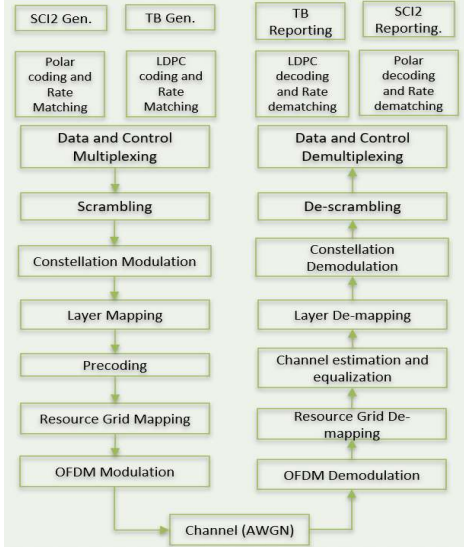 SCI2 Gen.
TB Gen.
Polar
coding and
Rate
Matching
LDPC
coding and
Rate
Matching
Data and Control
Multiplexing
Scrambling
Constellation Modulation
Layer Mapping
Precoding
Resource Grid Mapping
OFDM Modulation
Channel (AWGN)
TB
Reporting
SCI2
Reporting.
LDPC
decoding
and Rate
dematching
Polar
decoding
and Rate
dematching
Data and Control
Demultiplexing
De-scrambling
Constellation
Demodulation
Layer De-mapping
Channel estimation and
equalization
Resource Grid De-
mapping
OFDM Demodulation